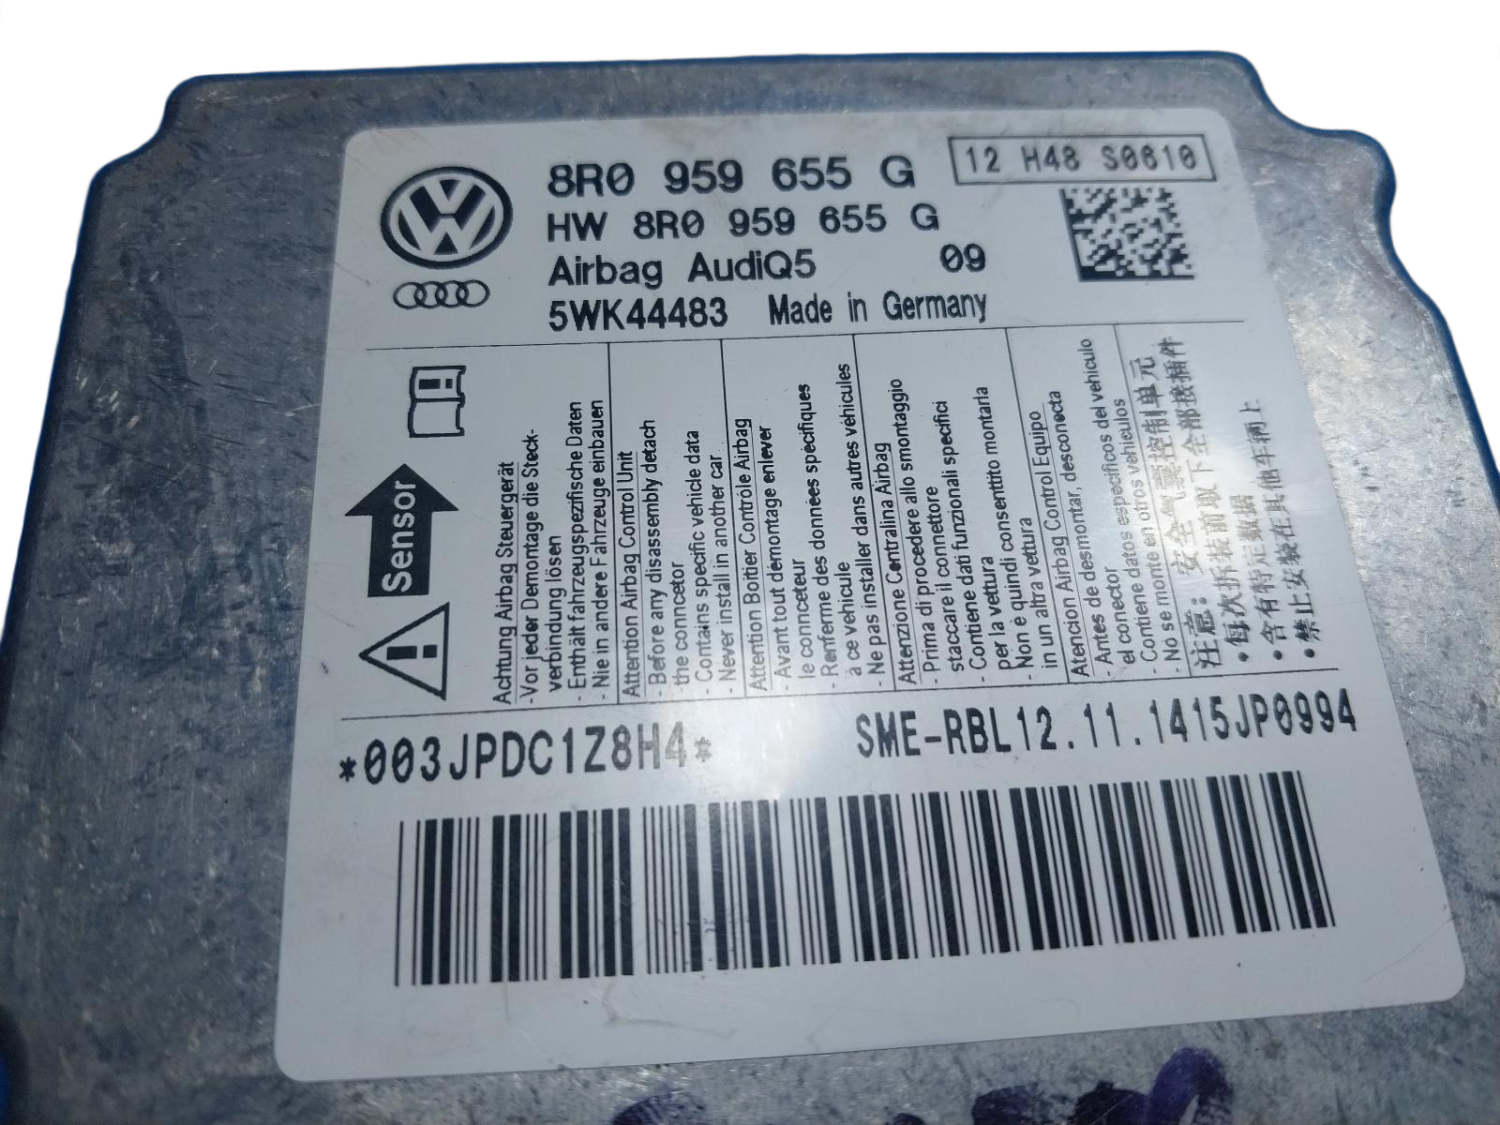 8R0 959 655 G
12 H48 S0610
HW 8R0 959 655 G
Airbag AudiQ5 09
5WK44483 Made in Germany
Sensor
Achtung Airbag Steuergerät
-Vor jeder Demontage die Steck-
verbindung lösen
- Enthält fahrzeugspezifische Daten
- Nie in andere Fahrzeuge einbauen
Attention Airbag Control Unit
- Before any disassembly detach
the conncetor
- Contains specific vehicle data
- Never install in another car
Attention Boîtier Contrôle Airbag
- Avant tout démontage enlever
le connceteur
- Renferme des données spécifiques
à ce véhicule
- Ne pas installer dans autres véhicules
Attenzione Centralina Airbag
- Prima di procedere allo smontaggio
staccare il connettore
- Contiene dati funzionali specifici
per la vettura
- Non è quindi consentito montarla
in un altra vettura
Atencion Airbag Control Equipo
- Antes de desmontar, desconecta
el conector
- Contiene datos específicos del vehículo
- No se monte en otros vehículos
注意: 安全气囊控制单元
• 每次拆装前取下全部接插件
• 含有特定数据
• 禁止安装在其他车辆上
*003JPDC1Z8H4*
SME-RBL12.11.1415JP0994